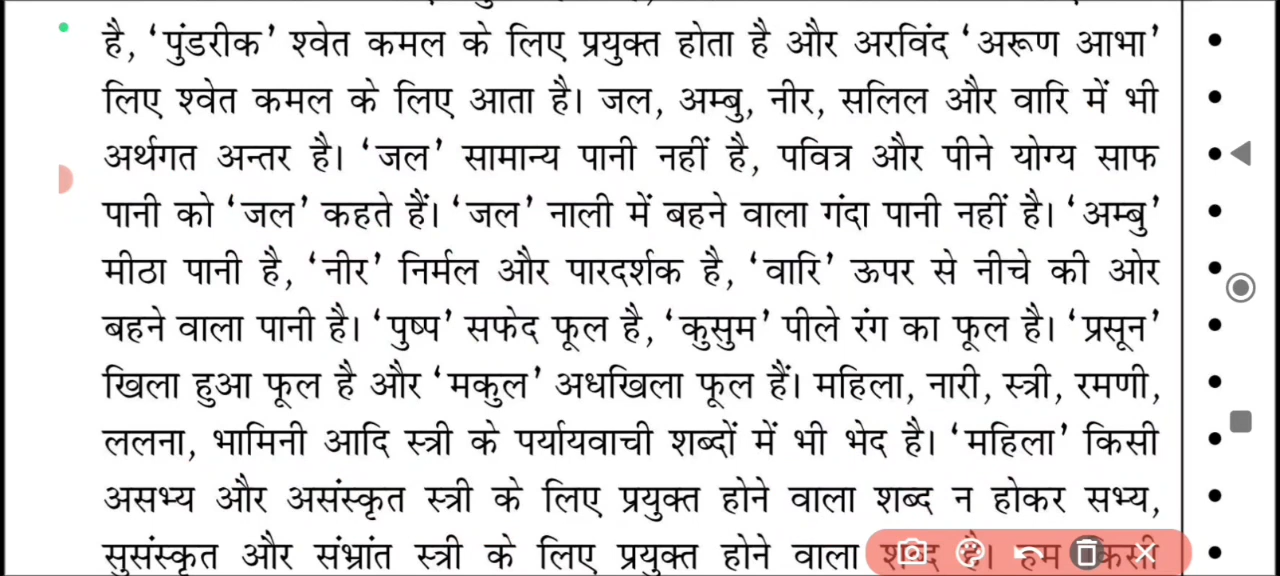 है, ‘पुंडरीक’ श्वेत कमल के लिए प्रयुक्त होता है और अरविंद ‘अरूण आभा’
लिए श्वेत कमल के लिए आता है। जल, अम्बु, नीर, सलिल और वारि में भी
अर्थगत अन्तर है। ‘जल’ सामान्य पानी नहीं है, पवित्र और पीने योग्य साफ
पानी को ‘जल’ कहते हैं। ‘जल’ नाली में बहने वाला गंदा पानी नहीं है। ‘अम्बु’
मीठा पानी है, ‘नीर’ निर्मल और पारदर्शक है, ‘वारि’ ऊपर से नीचे की ओर
बहने वाला पानी है। ‘पुष्प’ सफेद फूल है, ‘कुसुम’ पीले रंग का फूल है। ‘प्रसून’
खिला हुआ फूल है और ‘मकुल’ अधखिला फूल हैं। महिला, नारी, स्त्री, रमणी,
ललना, भामिनी आदि स्त्री के पर्यायवाची शब्दों में भी भेद है। ‘महिला’ किसी
असभ्य और असंस्कृत स्त्री के लिए प्रयुक्त होने वाला शब्द न होकर सभ्य,
सुसंस्कृत और संभ्रांत स्त्री के लिए प्रयुक्त होने वाला शब्द है। हम किसी